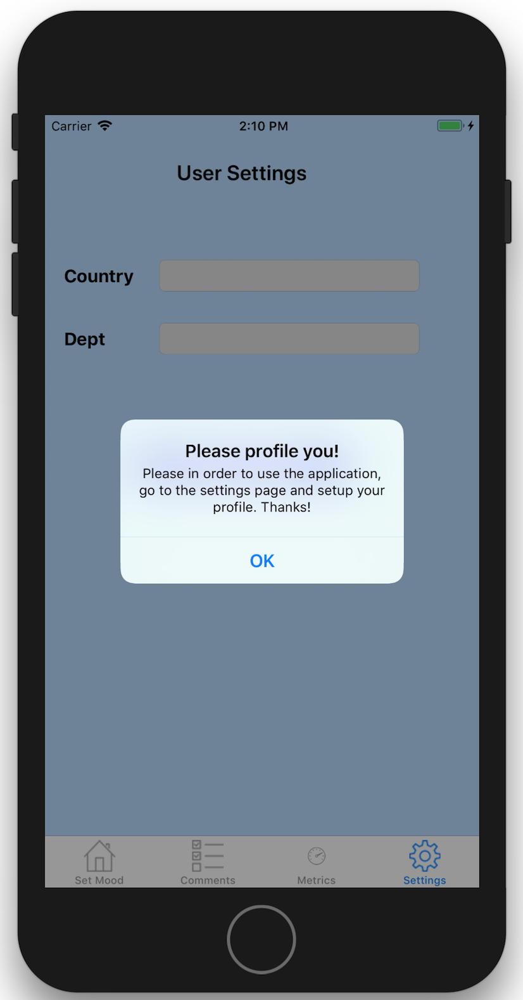 Carrier 2:10 PM
User Settings
Country
Dept
Please profile you!
Please in order to use the application,
go to the settings page and setup your
profile. Thanks!
OK
Set Mood Comments Metrics Settings